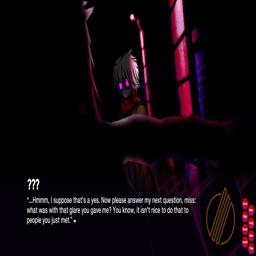 ???
"...Hmmm, I suppose that's a yes. Now please answer my next question, miss:
what was with that glare you gave me? You know, it isn't nice to do that to
people you just met."